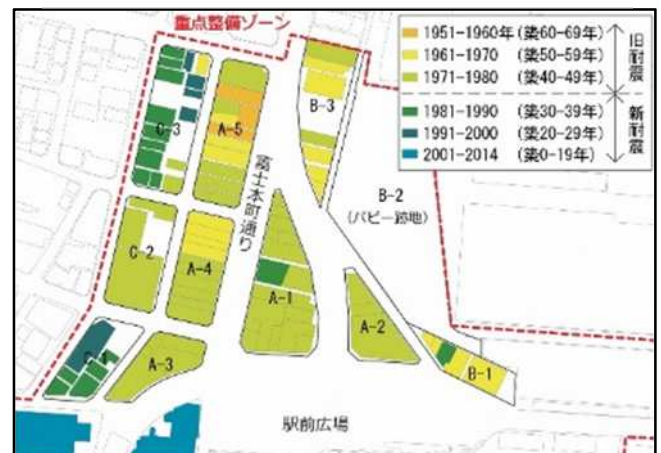 重点整備ゾーン
1951-1960年 (築60-69年)
1961-1970 (築50-59年)
1971-1980 (築40-49年)
旧耐震
1981-1990 (築30-39年)
1991-2000 (築20-29年)
2001-2014 (築0-19年)
新耐震
B-3
C-3
A-5
富士本町通り
B-2
(パピー跡地)
C-2
A-4
A-1
A-2
C-1
A-3
B-1
駅前広場